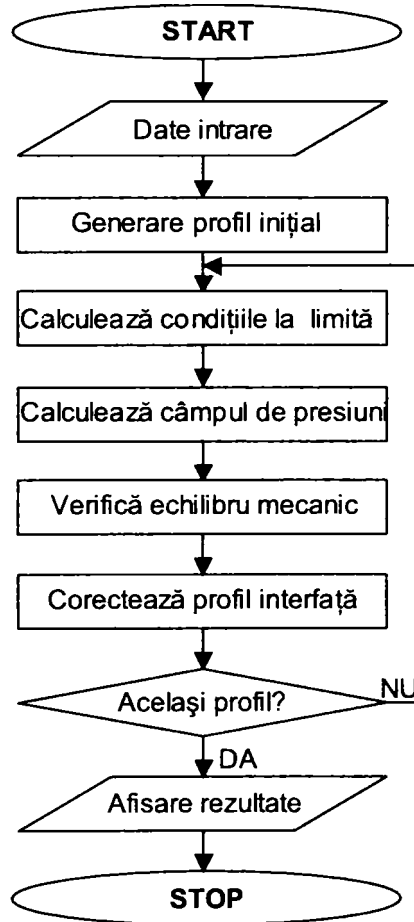 START
Date intrare
Generare profil inițial
Calculează condițiile la limită
Calculează câmpul de presiuni
Verifică echilibru mecanic
Corectează profil interfață
Același profil?
NU
DA
Afisare rezultate
STOP